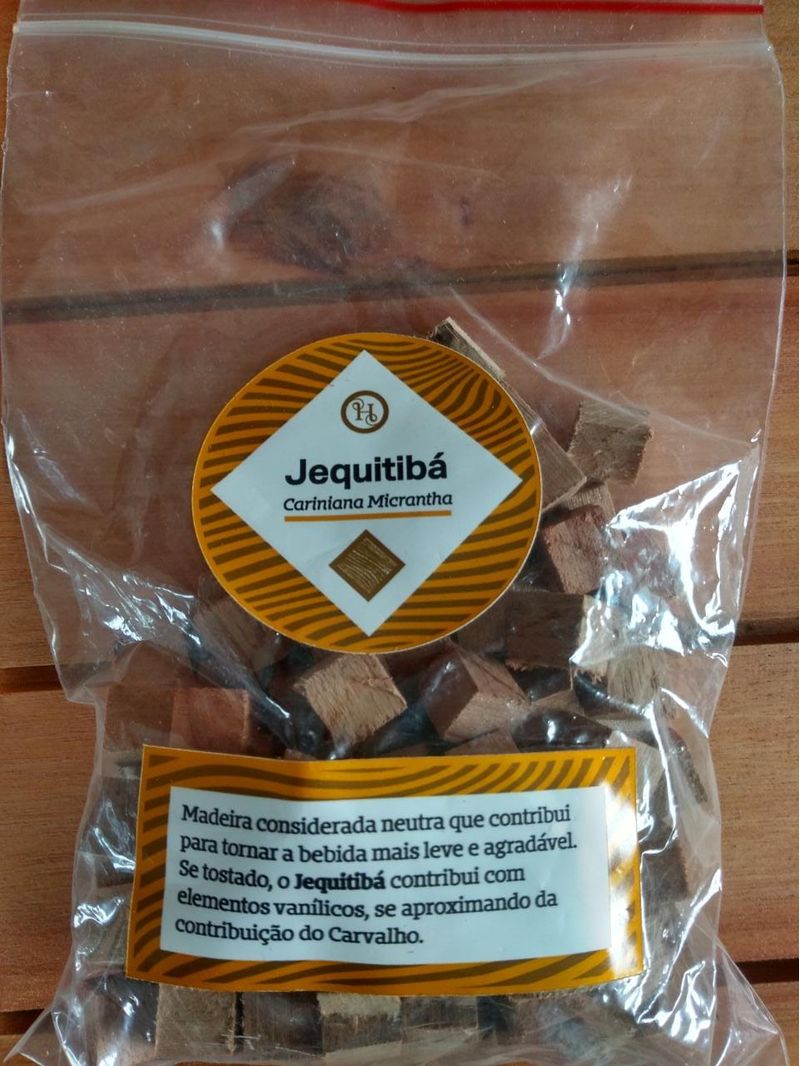 H
Jequitibá
Cariniana Micrantha
Madeira considerada neutra que contribui
para tornar a bebida mais leve e agradável.
Se tostado, o Jequitibá contribui com
elementos vanílicos, se aproximando da
contribuição do Carvalho.